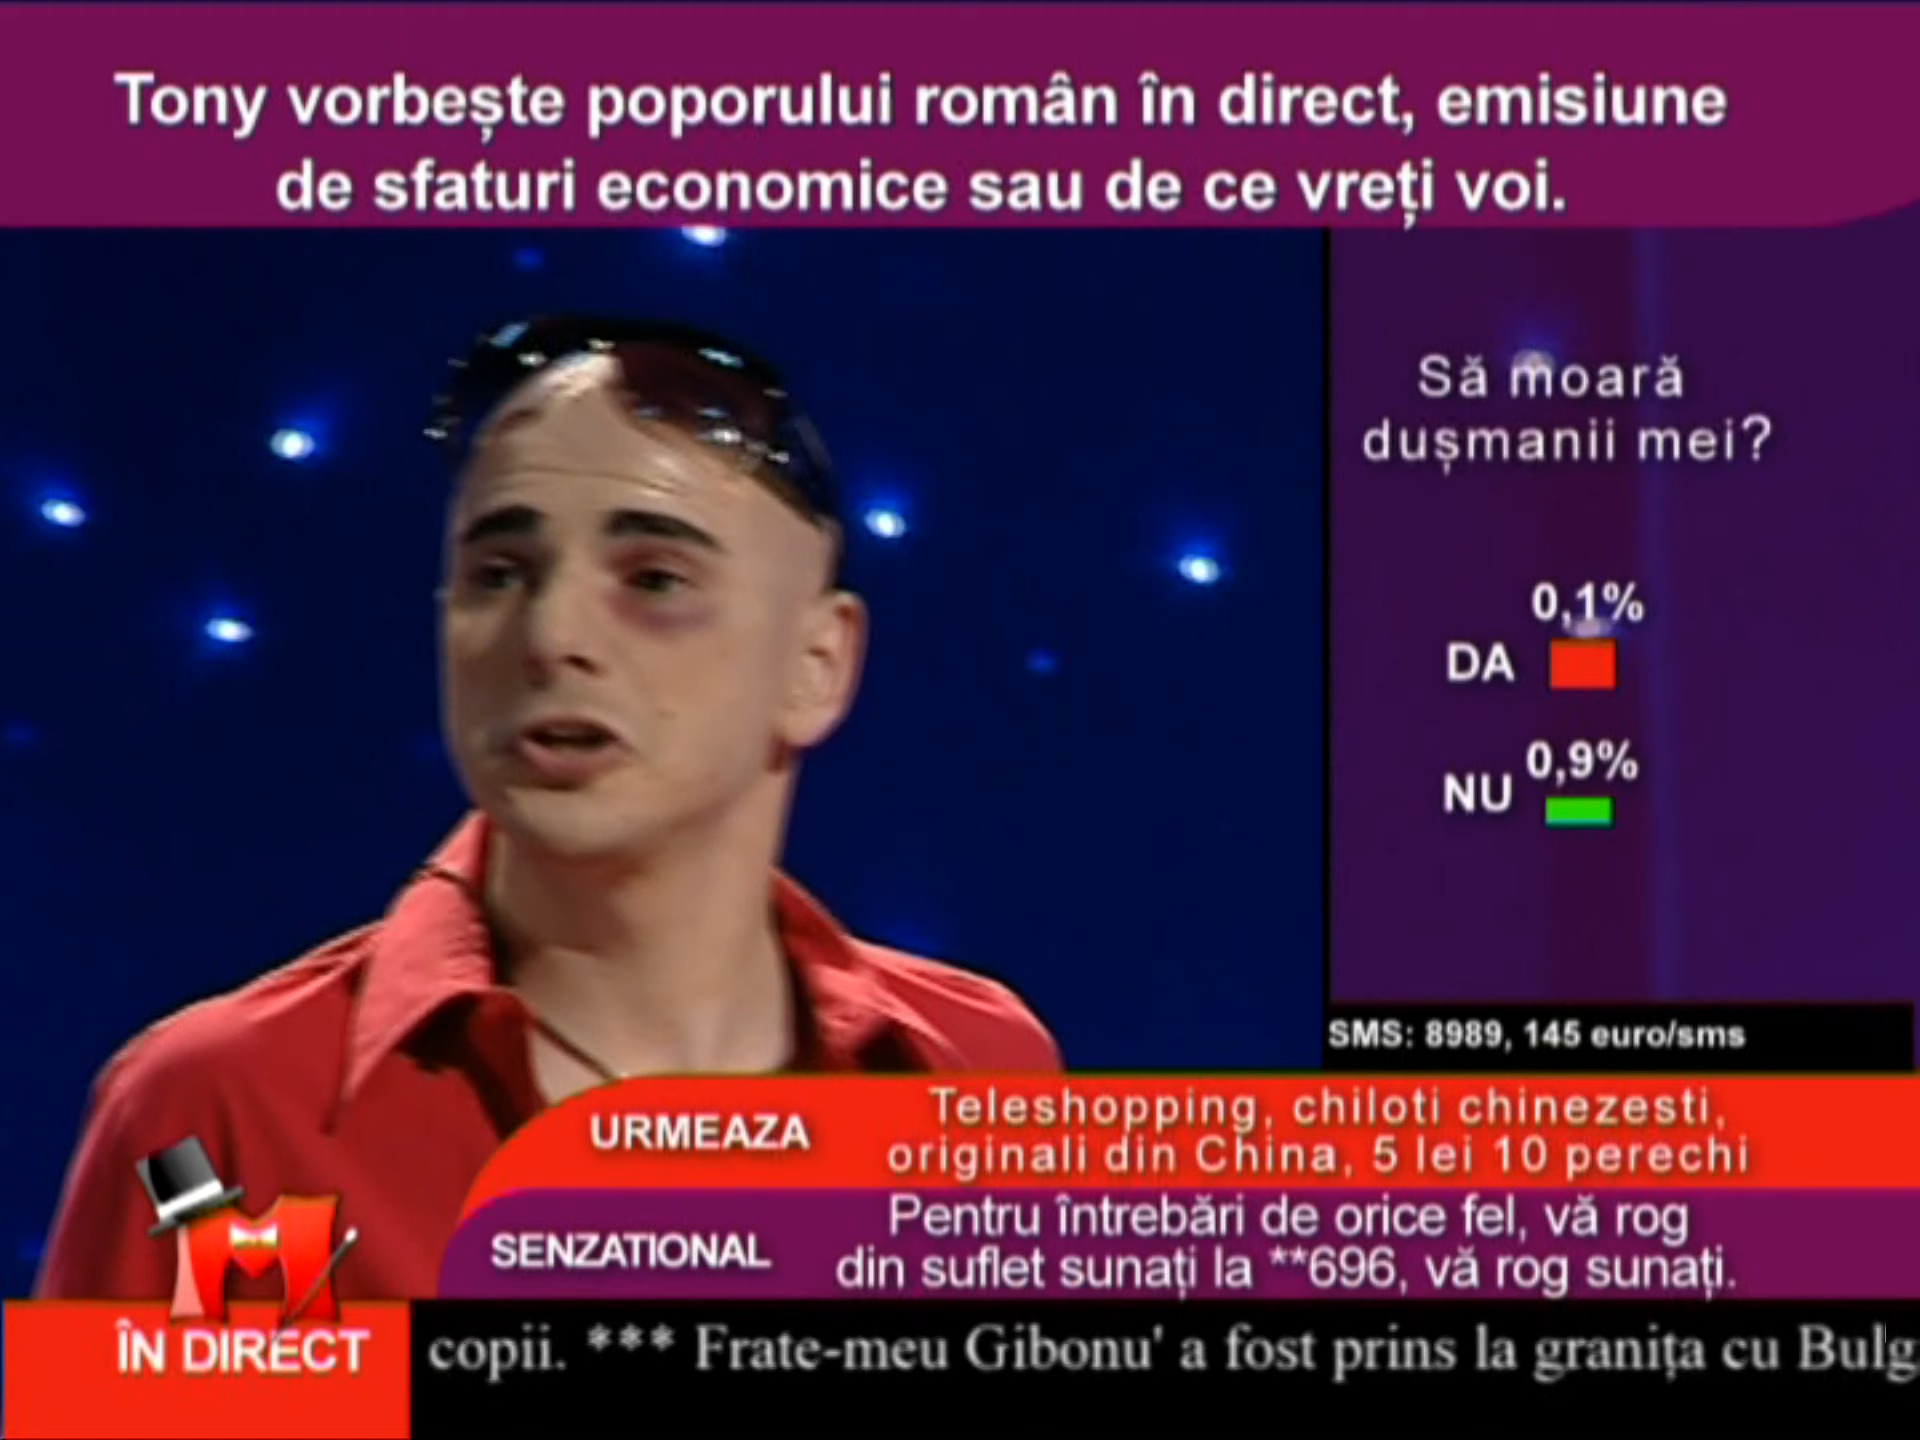 Tony vorbește poporului român în direct, emisiune
de sfaturi economice sau de ce vreți voi.
Să moară
dușmanii mei?
0,1%
DA
0,9%
NU
SMS: 8989, 145 euro/sms
URMEAZA
Teleshopping, chiloti chinezesti,
originali din China, 5 lei 10 perechi
SENZATIONAL
Pentru întrebări de orice fel, vă rog
din suflet sunați la **696, vă rog sunați.
ÎN DIRECT
copii. *** Frate-meu Gibonu' a fost prins la granița cu Bulg